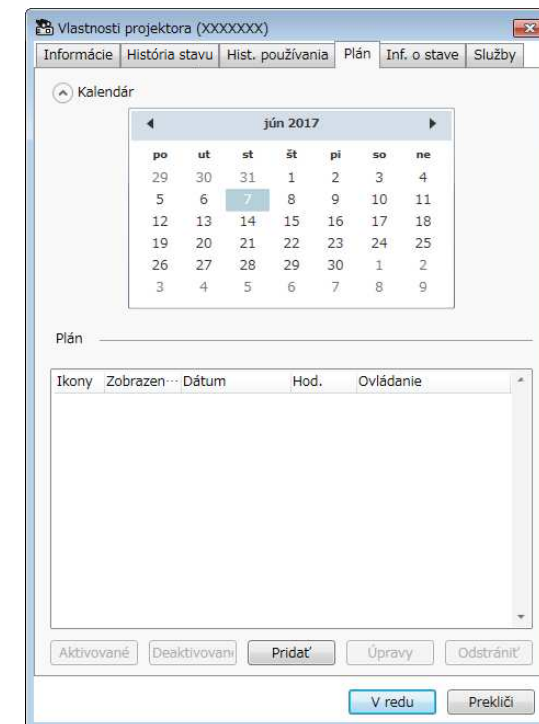 Vlastnosti projektora (XXXXXXX)
Informácie História stavu Hist. používania Plán Inf. o stave Služby
Kalendár
jún 2017
po ut st št pi so ne
29 30 31 1 2 3 4
5 6 7 8 9 10 11
12 13 14 15 16 17 18
19 20 21 22 23 24 25
26 27 28 29 30 1 2
3 4 5 6 7 8 9
Plán
Ikony Zobrazen... Dátum Hod. Ovládanie
Aktivované Deaktivované Pridať Úpravy Odstrániť
V redu Prekliči